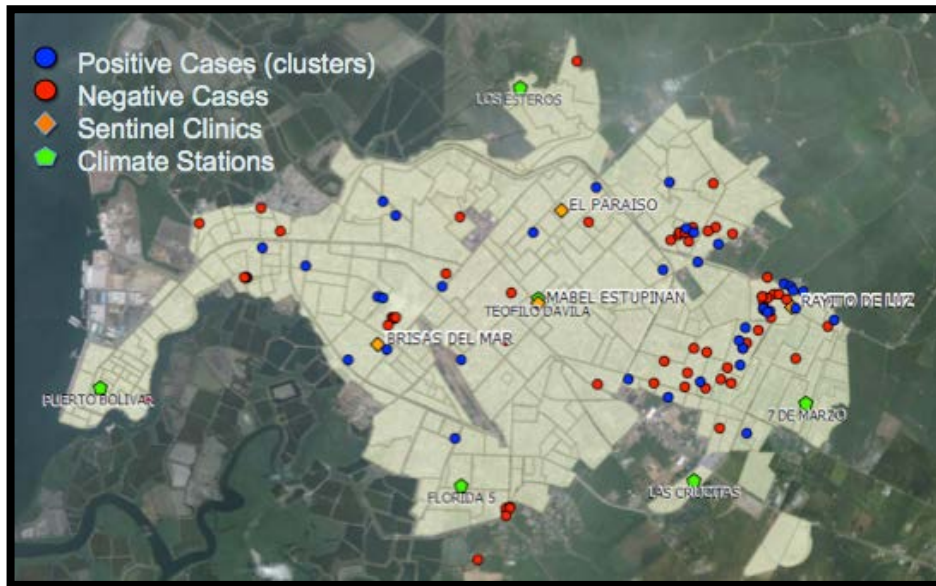 Positive Cases (clusters)
Negative Cases
Sentinel Clinics
Climate Stations
LOS ESTEROS
EL PARAISO
MABEL ESTUPINAN
TEOFILO DAVILA
RAYITO DE LUZ
BRISAS DEL MAR
PUERTO BOLIVAR
7 DE MARZO
LAS CRUCITAS
FLORIDA 5